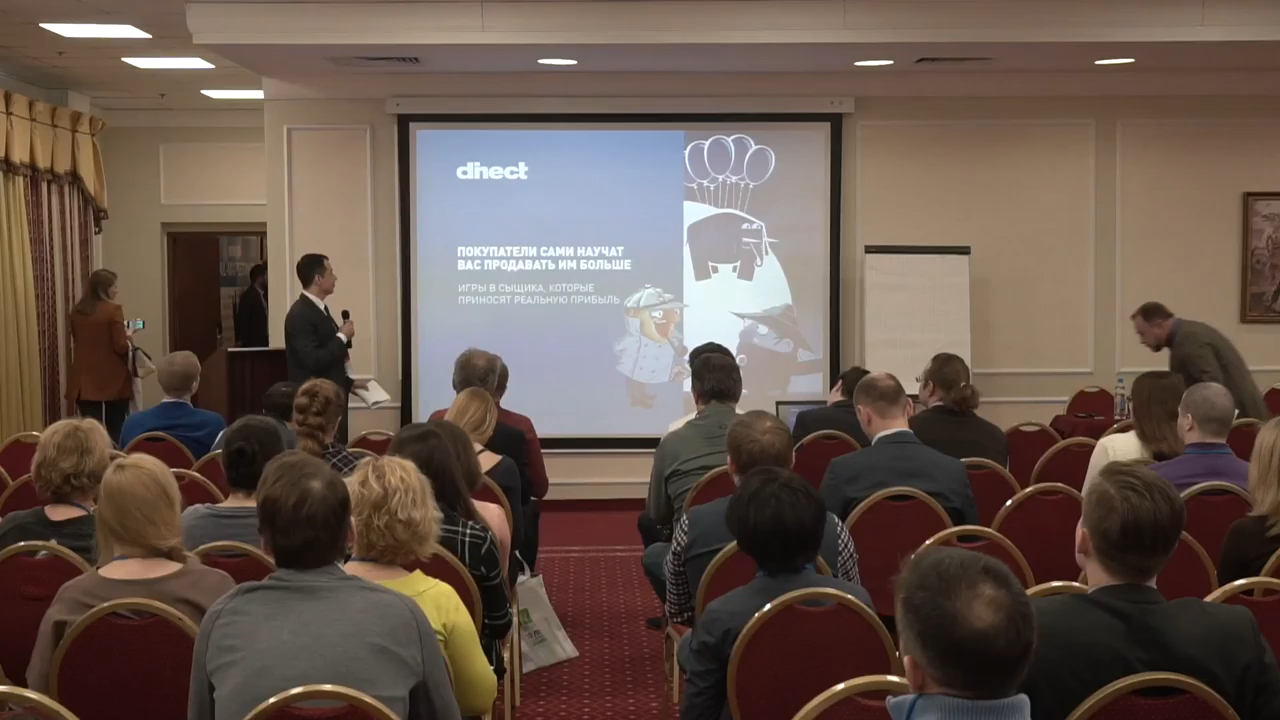 dhect
ПОКУПАТЕЛИ САМИ НАУЧАТ
ВАС ПРОДАВАТЬ ИМ БОЛЬШЕ
ИГРЫ В СЫЩИКА, КОТОРЫЕ
ПРИНОСЯТ РЕАЛЬНУЮ ПРИБЫЛЬ